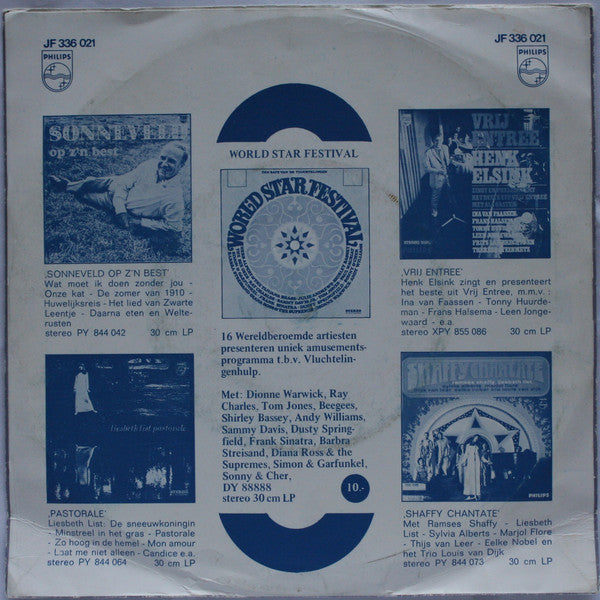 JF 336 021
JF 336 021
PHILIPS
PHILIPS
SONNEVELD
op z'n best
‚SONNEVELD OP Z'N BEST’
Wat moet ik doen zonder jou -
Onze kat - De zomer van 1910 -
Huwelijksreis - Het lied van Zwarte
Leentje - Daarna eten en Welte-
rusten
stereo PY 844 042 30 cm LP
liesbeth list pastorale
‚PASTORALE’
Liesbeth List: De sneeuwkoningin
- Minstreel in het gras - Pastorale
- Zo hoog in de hemel - Mon amour
- Laat me niet alleen - Candice e.a.
stereo PY 844 064 30 cm LP
WORLD STAR FESTIVAL
WORLD STAR FESTIVAL
16 Wereldberoemde artiesten
presenteren uniek amusements-
programma t.b.v. Vluchtelin-
genhulp.
Met: Dionne Warwick, Ray
Charles, Tom Jones, Beegees,
Shirley Bassey, Andy Williams,
Sammy Davis, Dusty Spring-
field, Frank Sinatra, Barbra
Streisand, Diana Ross & the
Supremes, Simon & Garfunkel,
Sonny & Cher,
DY 88888
stereo 30 cm LP
10.-
VRIJ
ENTREE
HENK
ELSINK
INA VAN FAASSEN
FRANS HALSEMA
‚VRIJ ENTREE’
Henk Elsink zingt en presenteert
het beste uit Vrij Entree, m.m.v.:
Ina van Faassen - Tonny Huurde-
man - Frans Halsema - Leen Jonge-
waard - e.a.
stereo XPY 855 086 30 cm LP
SHAFFY CHANTATE
ramses shaffy, liesbeth list
PHILIPS
‚SHAFFY CHANTATE’
Met Ramses Shaffy - Liesbeth
List - Sylvia Alberts - Marjol Flore
- Thijs van Leer - Eelke Nobel en
het Trio Louis van Dijk
stereo PY 844 073 30 cm LP